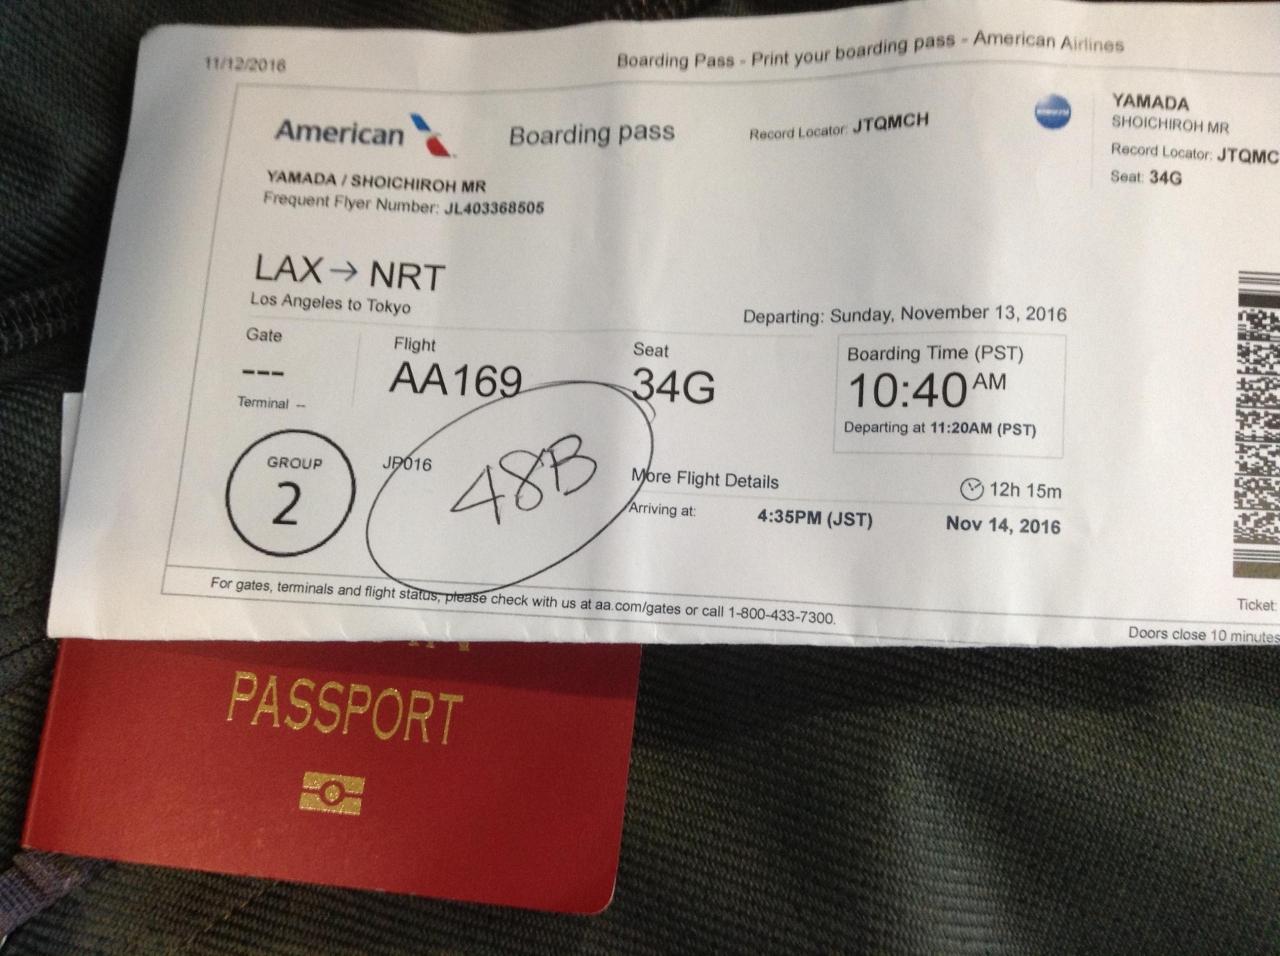 11/12/2016
Boarding Pass - Print your boarding pass - American Airlines
American
Boarding pass
Record Locator: JTQMCH
YAMADA / SHOICHIROH MR
Frequent Flyer Number: JL403368505
LAX → NRT
Los Angeles to Tokyo
Departing: Sunday, November 13, 2016
Gate
---
Terminal --
Flight
AA169
Seat
34G
Boarding Time (PST)
10:40 AM
Departing at 11:20AM (PST)
GROUP
2
JP016
48B
More Flight Details
12h 15m
Arriving at:
4:35PM (JST)
Nov 14, 2016
For gates, terminals and flight status, please check with us at aa.com/gates or call 1-800-433-7300.
YAMADA
SHOICHIROH MR
Record Locator: JTQMC
Seat: 34G
Ticket:
Doors close 10 minutes
PASSPORT